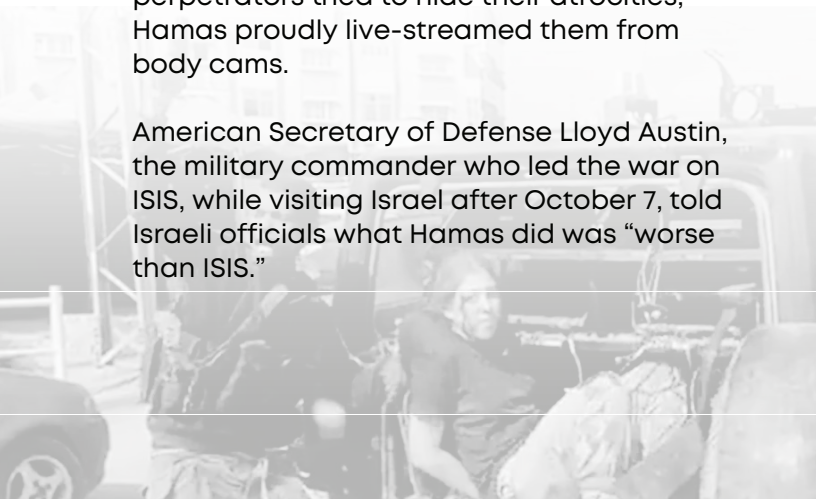 perpetrators tried to hide their atrocities,
Hamas proudly live-streamed them from
body cams.
American Secretary of Defense Lloyd Austin,
the military commander who led the war on
ISIS, while visiting Israel after October 7, told
Israeli officials what Hamas did was “worse
than ISIS.”